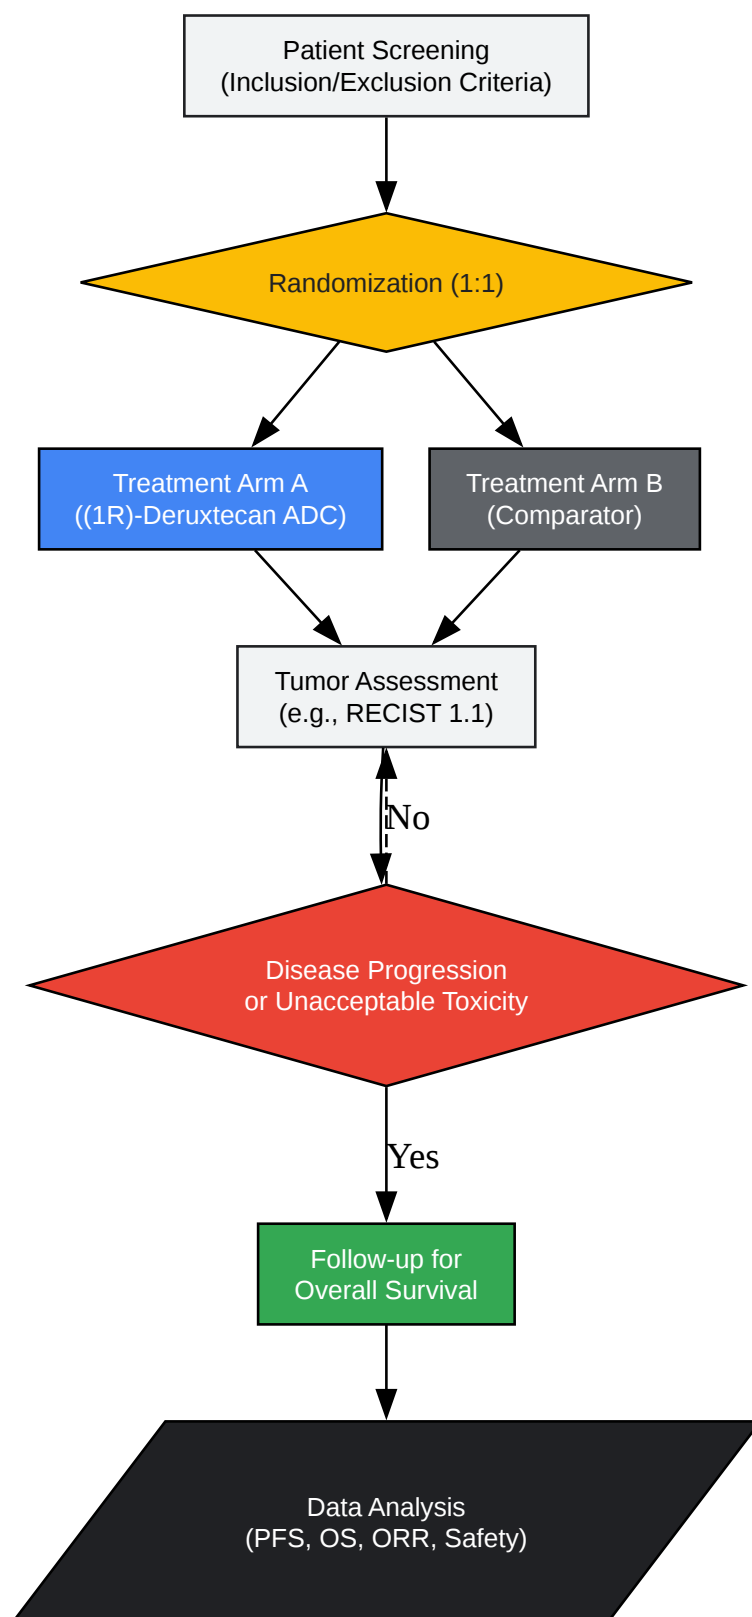 Patient Screening
(Inclusion/Exclusion Criteria)
Randomization (1:1)
Treatment Arm A
((1R)-Deruxtecan ADC)
Treatment Arm B
(Comparator)
Tumor Assessment
(e.g., RECIST 1.1)
No
Disease Progression
or Unacceptable Toxicity
Yes
Follow-up for
Overall Survival
Data Analysis
(PFS, OS, ORR, Safety)